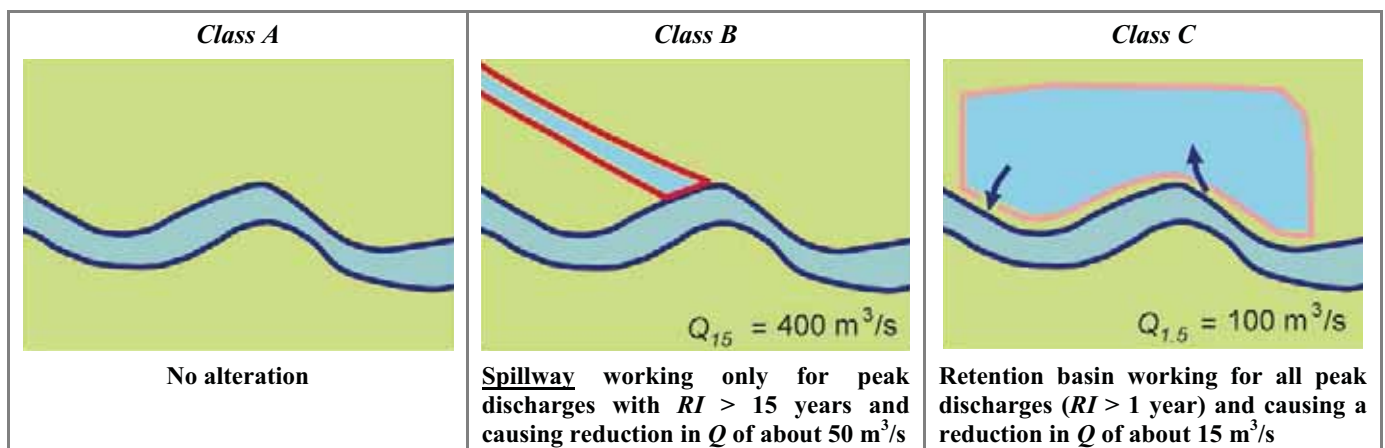 Class A
Class B
Class C
Q15 = 400 m³/s
Q1.5 = 100 m³/s
No alteration
Spillway working only for peak
discharges with RI > 15 years and
causing reduction in Q of about 50 m³/s
Retention basin working for all peak
discharges (RI > 1 year) and causing a
reduction in Q of about 15 m³/s